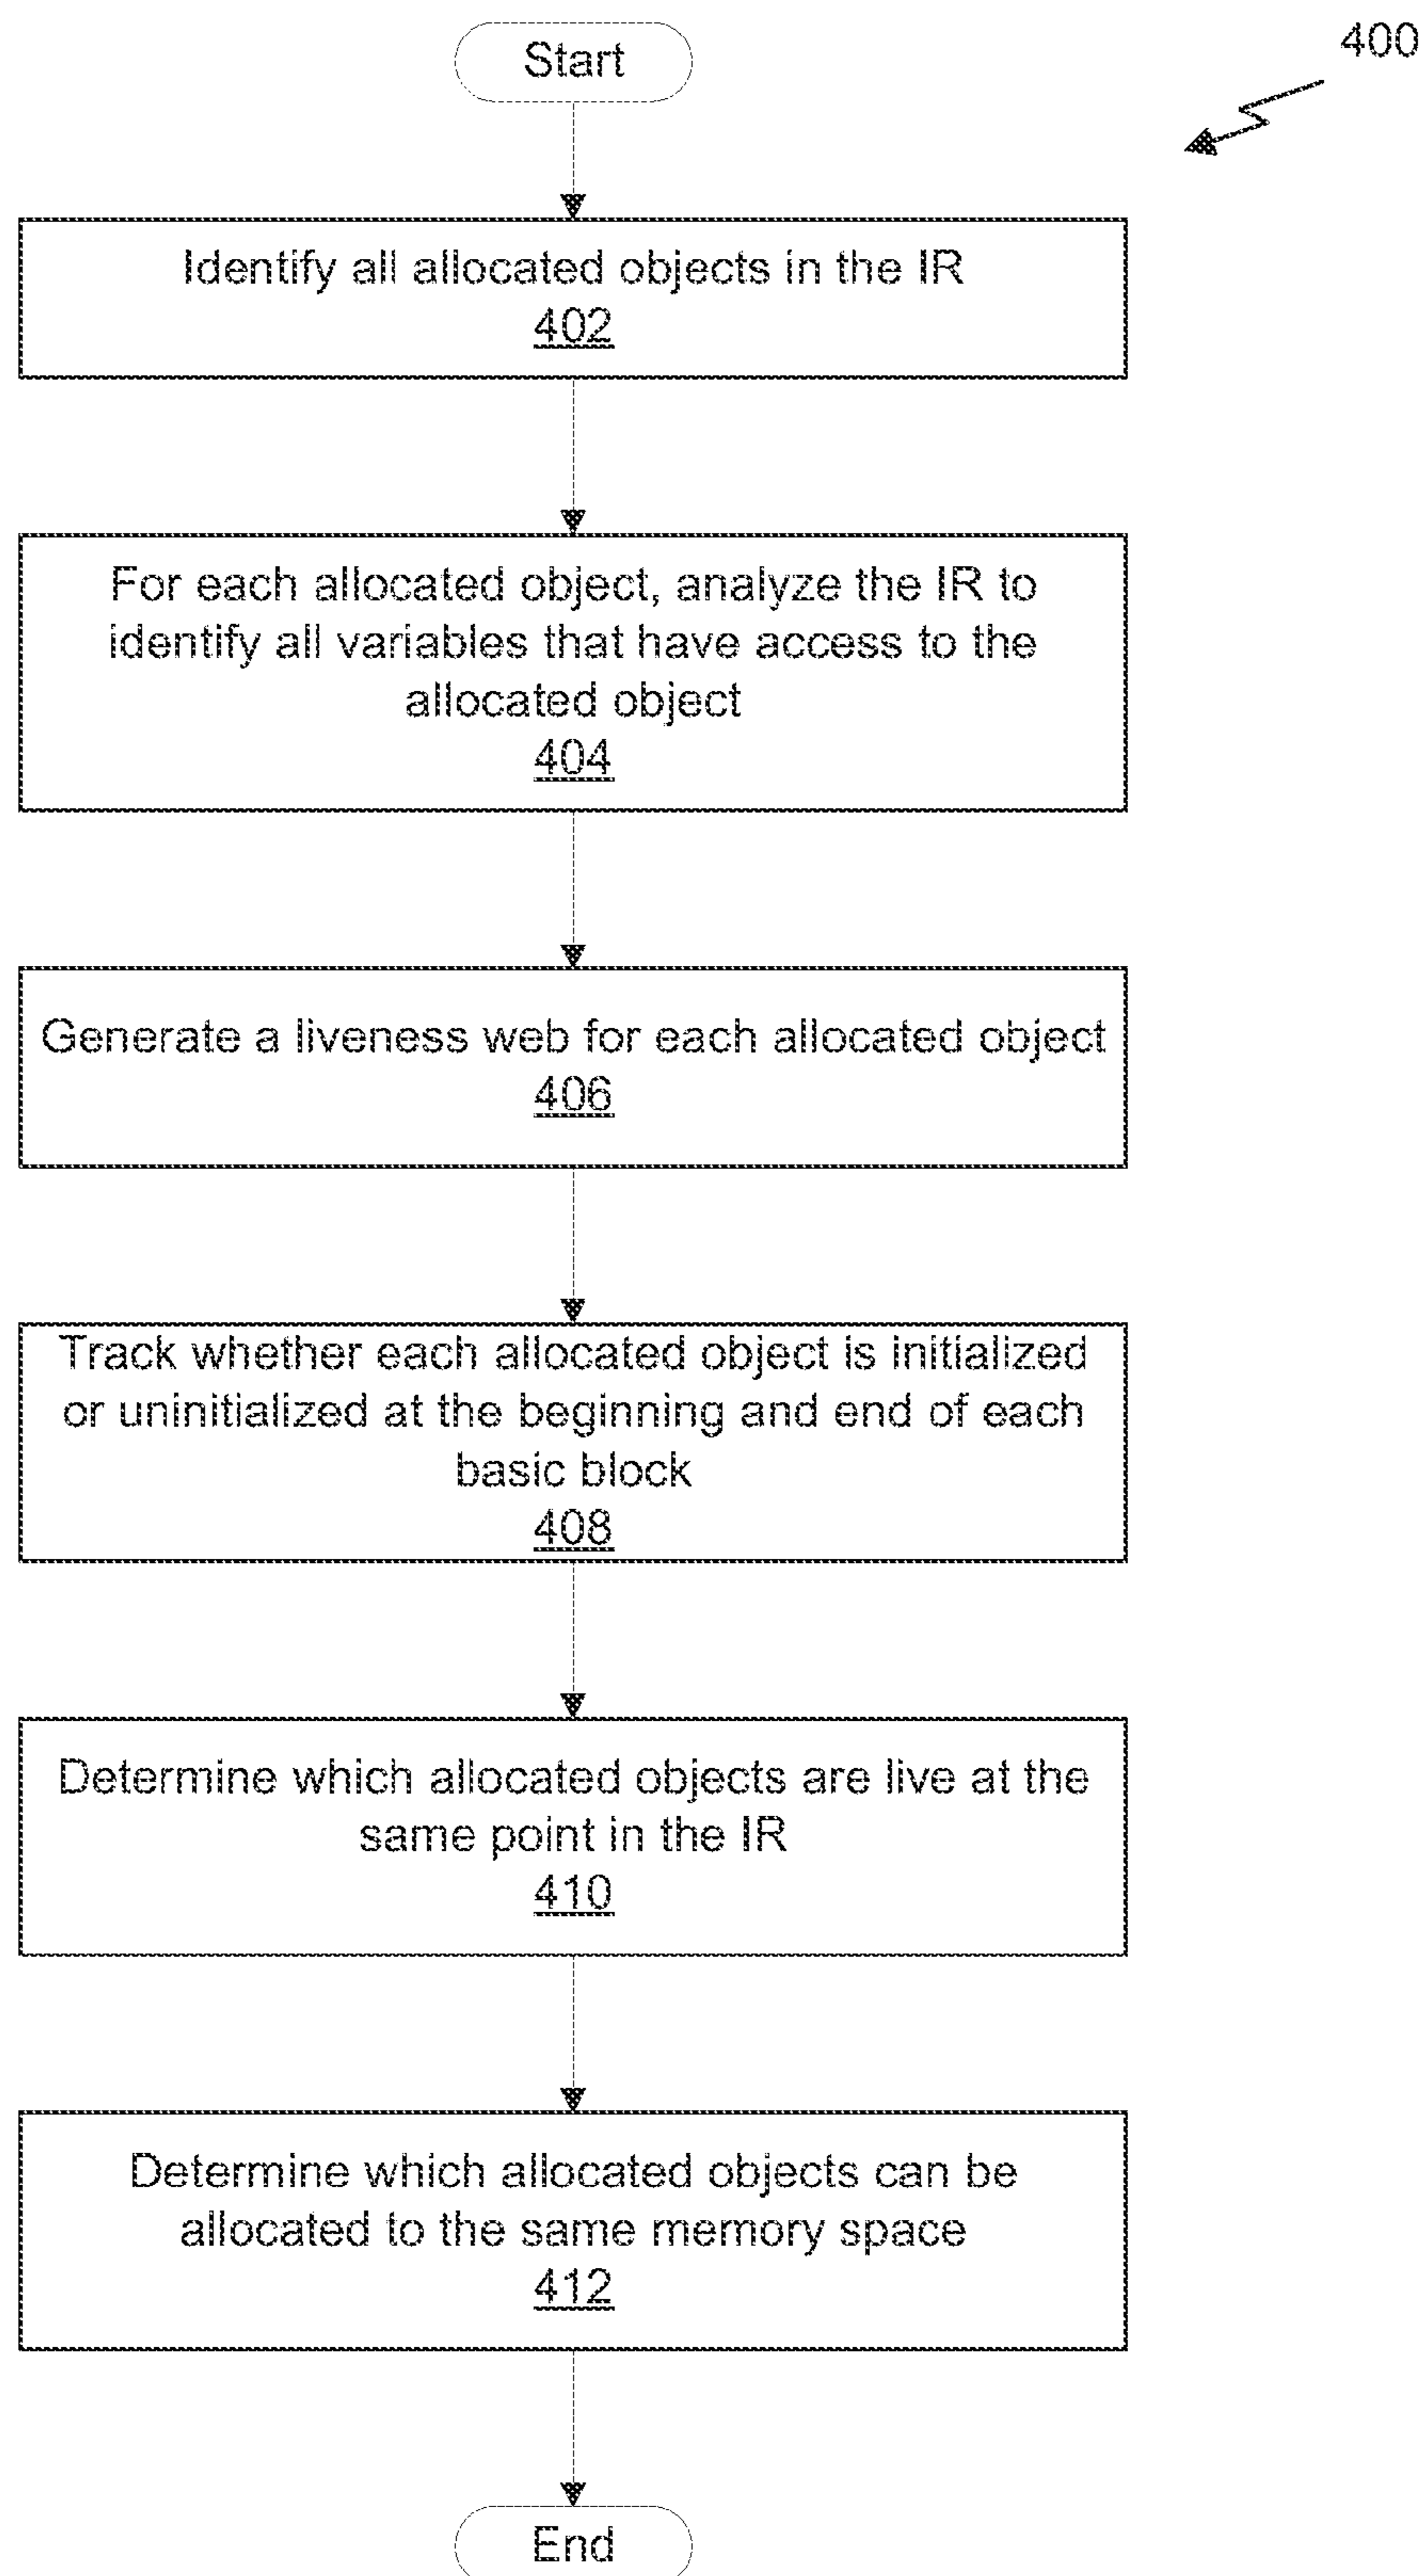 400
Start
Identify all allocated objects in the IR
402
For each allocated object, analyze the IR to
identify all variables that have access to the
allocated object
404
Generate a liveness web for each allocated object
406
Track whether each allocated object is initialized
or uninitialized at the beginning and end of each
basic block
408
Determine which allocated objects are live at the
same point in the IR
410
Determine which allocated objects can be
allocated to the same memory space
412
End